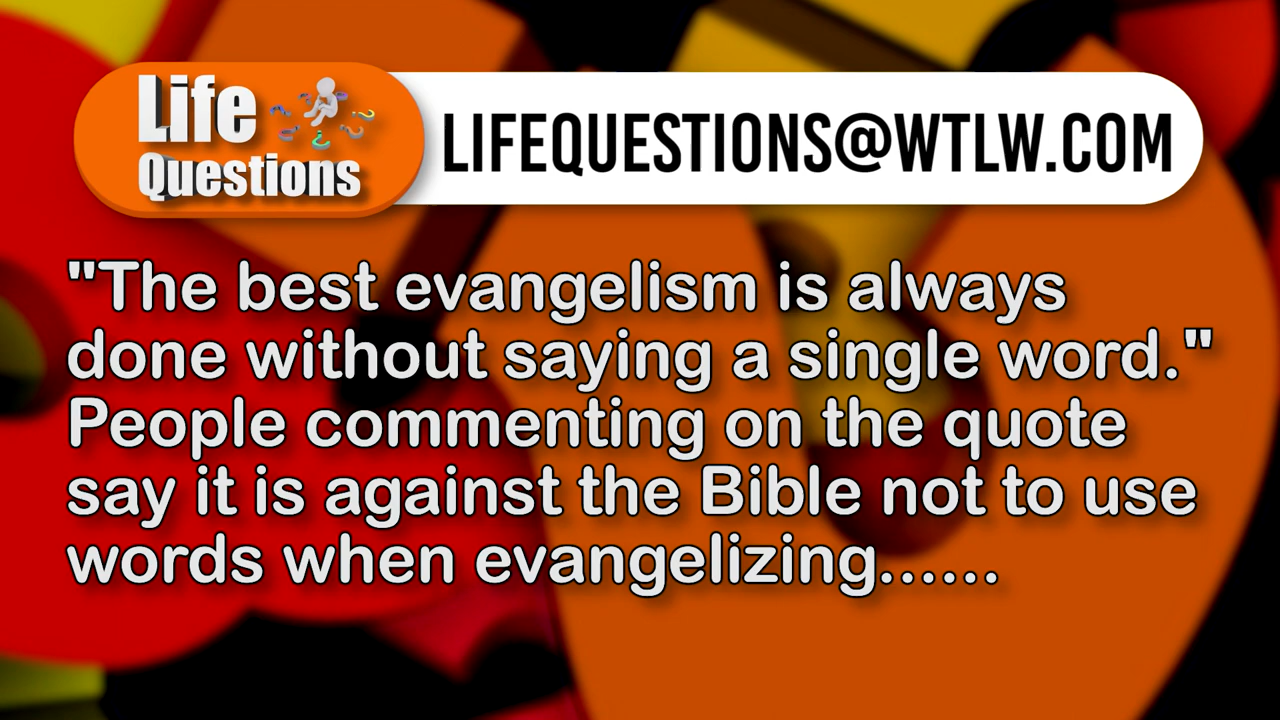 Life
Questions
LIFEQUESTIONS@WTLW.COM
"The best evangelism is always
done without saying a single word."
People commenting on the quote
say it is against the Bible not to use
words when evangelizing......